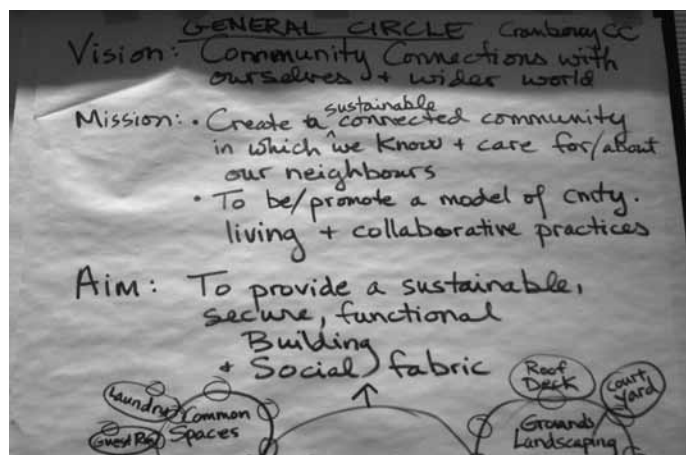 GENERAL CIRCLE Cranberry CC
Vision: Community Connections with
ourselves + wider world
Mission: • Create a sustainable connected community
in which we know + care for/about
our neighbours
• To be/promote a model of cmty.
living + collaborative practices
Aim: To provide a sustainable,
secure, functional
Building
+ Social fabric
Laundry
Common
Spaces
Guest Rm
Roof
Deck
Court
yard
Grounds
Landscaping